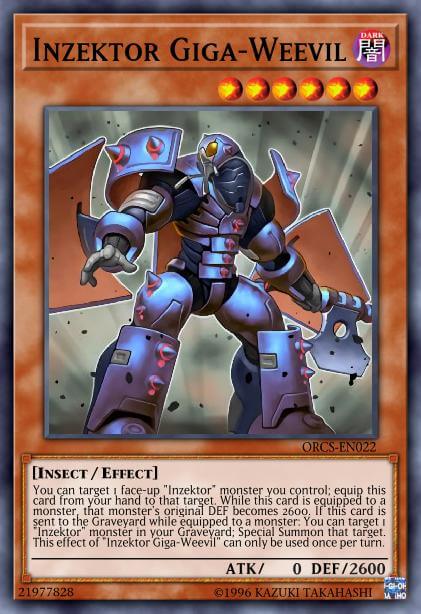 INZEKTOR GIGA-WEEVIL
DARK
闇
ORCS-EN022
[INSECT / EFFECT]
You can target 1 face-up "Inzektor" monster you control; equip this
card from your hand to that target. While this card is equipped to a
monster, that monster's original DEF becomes 2600. If this card is
sent to the Graveyard while equipped to a monster: You can target 1
"Inzektor" monster in your Graveyard; Special Summon that target.
This effect of "Inzektor Giga-Weevil" can only be used once per turn.
ATK/ 0 DEF/2600
21977828
©1996 KAZUKI TAKAHASHI